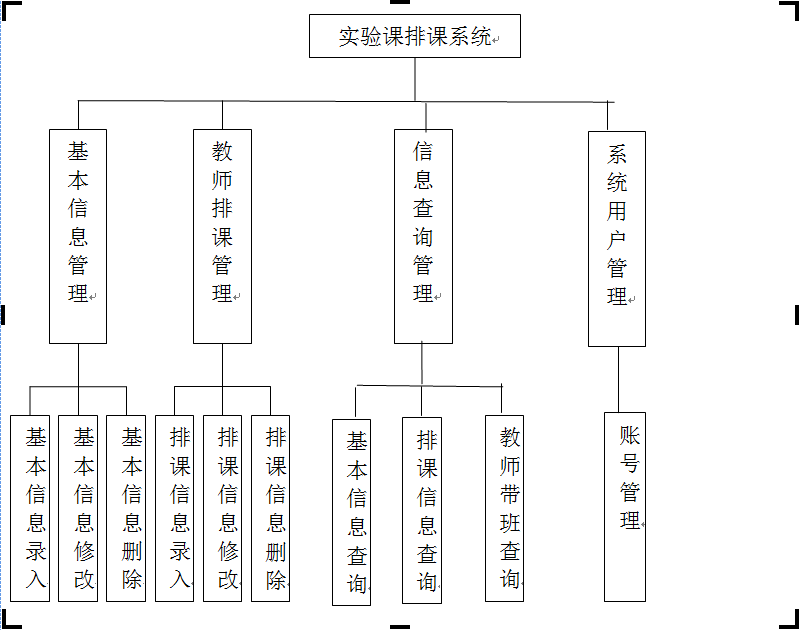 实验课排课系统
基本信息管理
教师排课管理
信息查询管理
系统用户管理
基本信息录入
基本信息修改
基本信息删除
排课信息录入
排课信息修改
排课信息删除
基本信息查询
排课信息查询
教师带班查询
账号管理